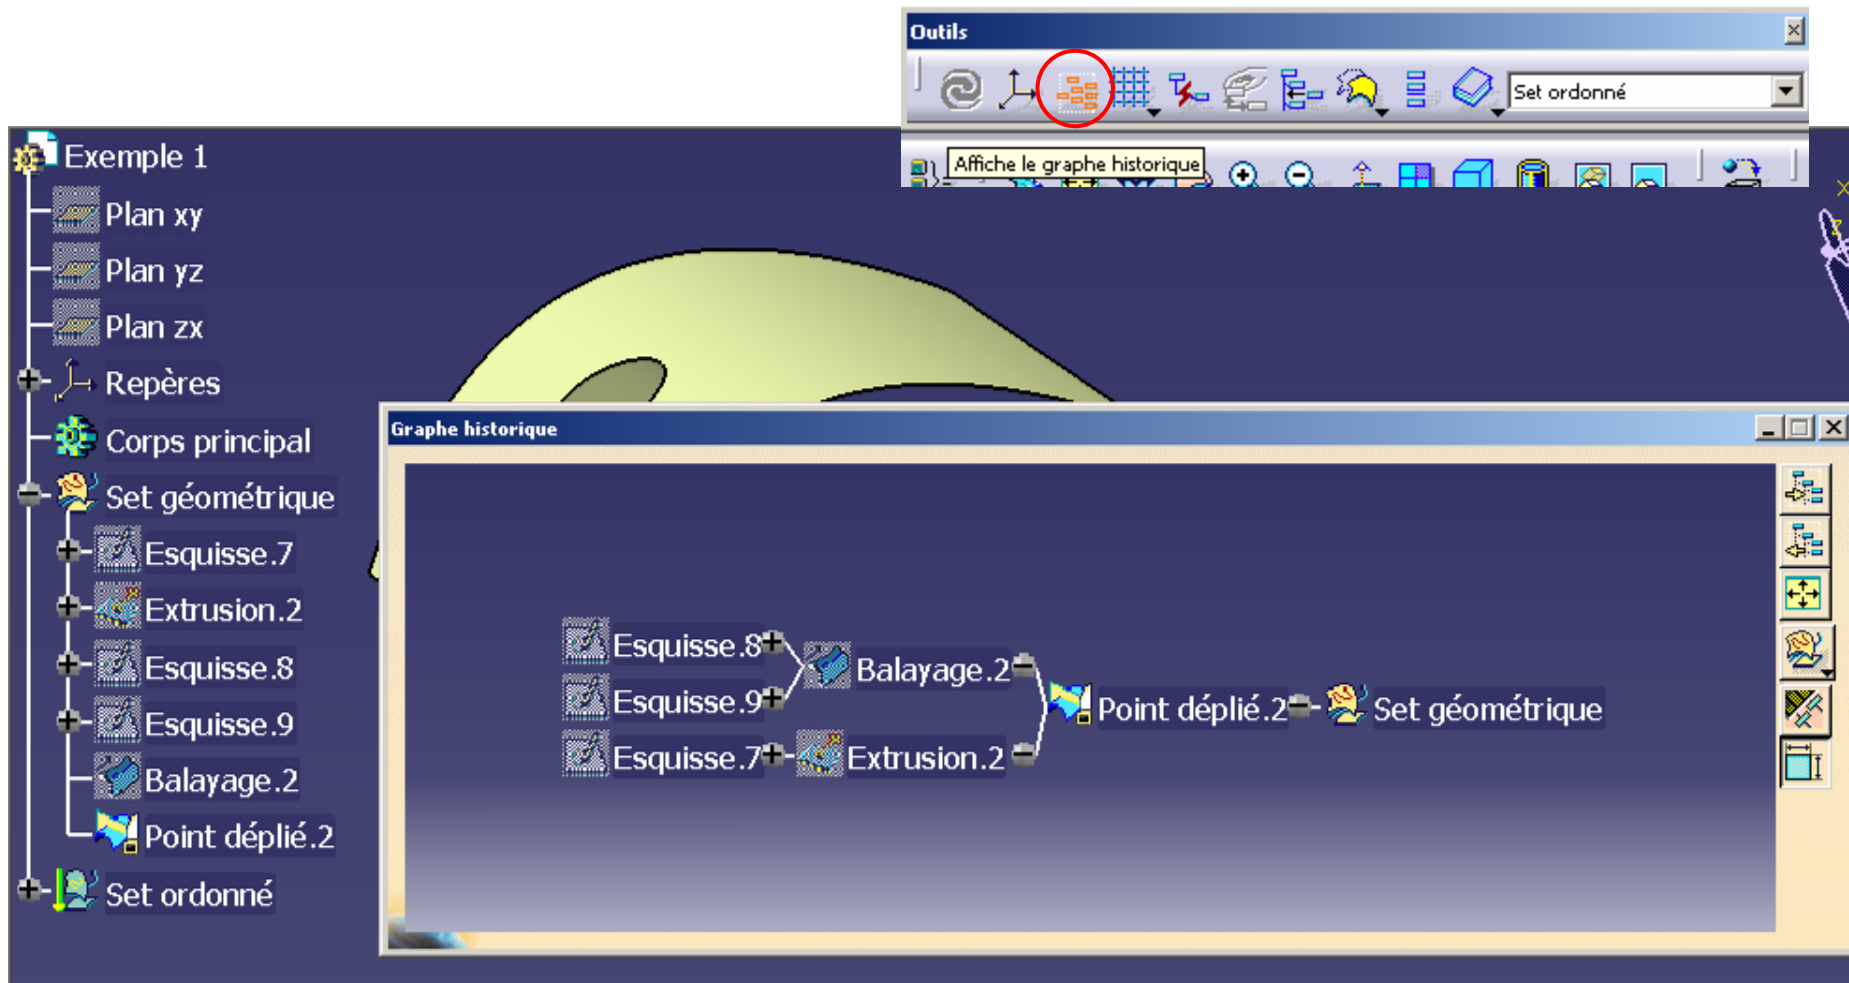 Outils
Set ordonné
Affiche le graphe historique
Exemple 1
Plan xy
Plan yz
Plan zx
Repères
Corps principal
Set géométrique
Esquisse.7
Extrusion.2
Esquisse.8
Esquisse.9
Balayage.2
Point déplié.2
Set ordonné
Graphe historique
Esquisse.8
Balayage.2
Esquisse.9
Point déplié.2
Set géométrique
Esquisse.7
Extrusion.2